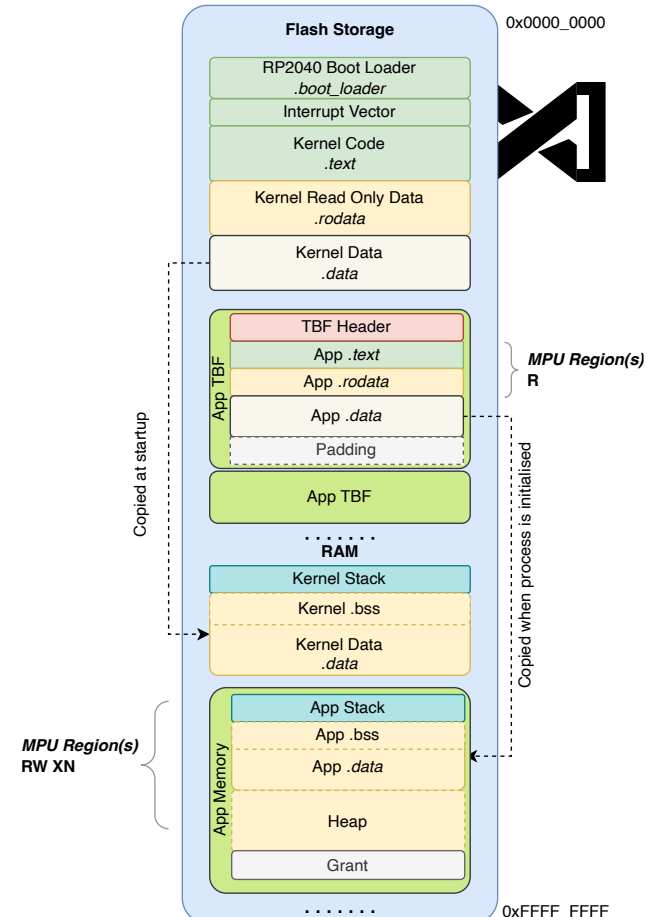 Flash Storage
0x0000_0000
RP2040 Boot Loader
.boot_loader
Interrupt Vector
Kernel Code
.text
Kernel Read Only Data
.rodata
Kernel Data
.data
App TBF
TBF Header
App .text
App .rodata
App .data
Padding
MPU Region(s)
R
Copied at startup
Copied when process is initialised
App TBF
.......
RAM
Kernel Stack
Kernel .bss
Kernel Data
.data
App Memory
App Stack
App .bss
App .data
Heap
Grant
MPU Region(s)
RW XN
.......
0xFFFF_FFFF